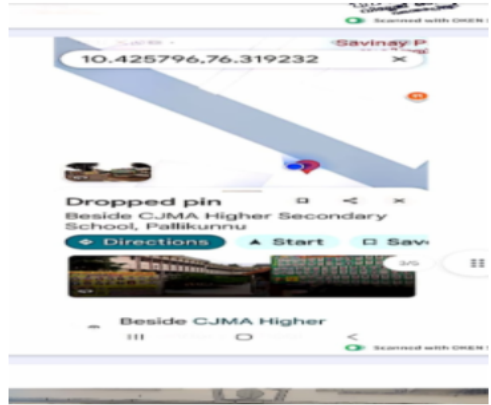 Scanned with OKEN
Savinay P
10.425796,76.319232
Dropped pin
Beside CJMA Higher Secondary
School, Pallikunnu
Directions
Start
Sav
Beside CJMA Higher
Scanned with OKEN